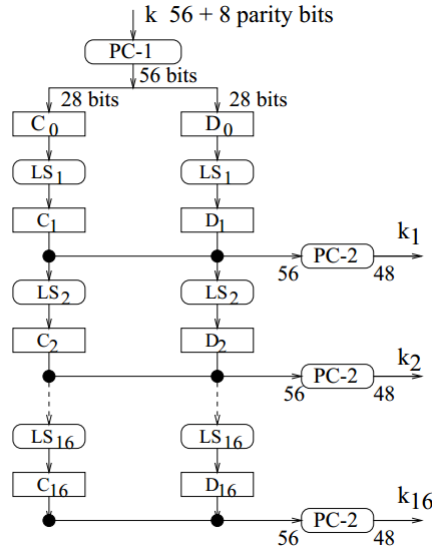 k 56 + 8 parity bits
PC-1
56 bits
28 bits 28 bits
C0 D0
LS1 LS1
C1 D1
k1
56 PC-2 48
LS2 LS2
C2 D2
k2
56 PC-2 48
LS16 LS16
C16 D16
k16
56 PC-2 48